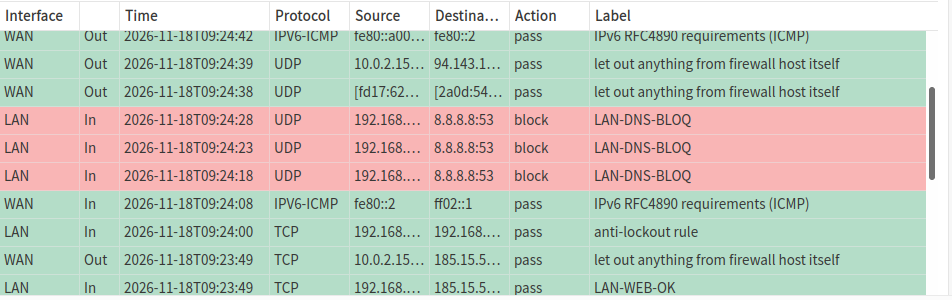 Interface Time Protocol Source Destina... Action Label
WAN Out 2026-11-18T09:24:42 IPV6-ICMP fe80::a00... fe80::2 pass IPv6 RFC4890 requirements (ICMP)
WAN Out 2026-11-18T09:24:39 UDP 10.0.2.15... 94.143.1... pass let out anything from firewall host itself
WAN Out 2026-11-18T09:24:38 UDP [fd17:62... [2a0d:54... pass let out anything from firewall host itself
LAN In 2026-11-18T09:24:28 UDP 192.168.... 8.8.8.8:53 block LAN-DNS-BLOQ
LAN In 2026-11-18T09:24:23 UDP 192.168.... 8.8.8.8:53 block LAN-DNS-BLOQ
LAN In 2026-11-18T09:24:18 UDP 192.168.... 8.8.8.8:53 block LAN-DNS-BLOQ
WAN In 2026-11-18T09:24:08 IPV6-ICMP fe80::2 ff02::1 pass IPv6 RFC4890 requirements (ICMP)
LAN In 2026-11-18T09:24:00 TCP 192.168.... 192.168.... pass anti-lockout rule
WAN Out 2026-11-18T09:23:49 TCP 10.0.2.15... 185.15.5... pass let out anything from firewall host itself
LAN In 2026-11-18T09:23:49 TCP 192.168.... 185.15.5... pass LAN-WEB-OK